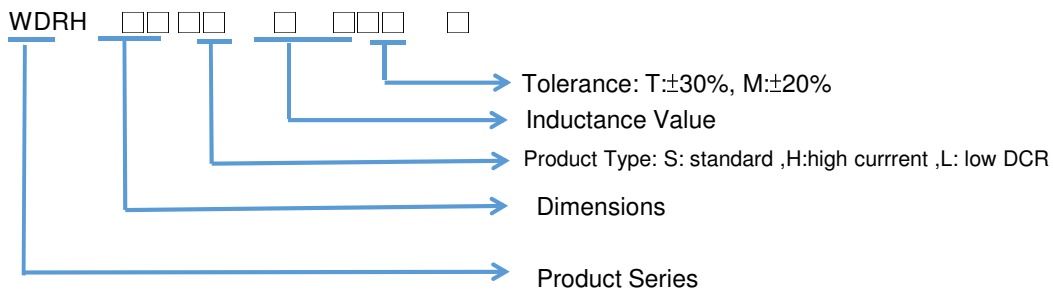 WDRH □□ □□ □ □□□ □
Tolerance: T:±30%, M:±20%
Inductance Value
Product Type: S: standard ,H:high currrent ,L: low DCR
Dimensions
Product Series